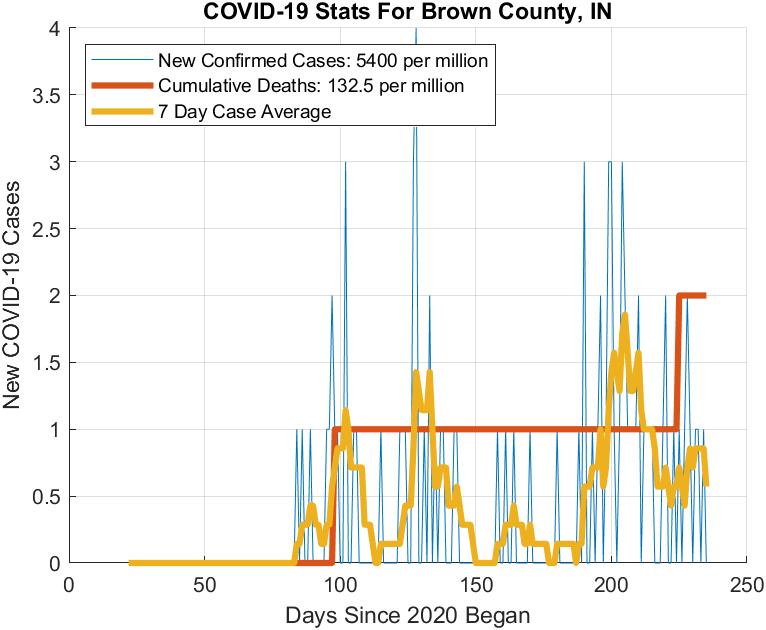 COVID-19 Stats For Brown County, IN
New Confirmed Cases: 5400 per million
Cumulative Deaths: 132.5 per million
7 Day Case Average
New COVID-19 Cases
4
3.5
3
2.5
2
1.5
1
0.5
0
0 50 100 150 200 250
Days Since 2020 Began